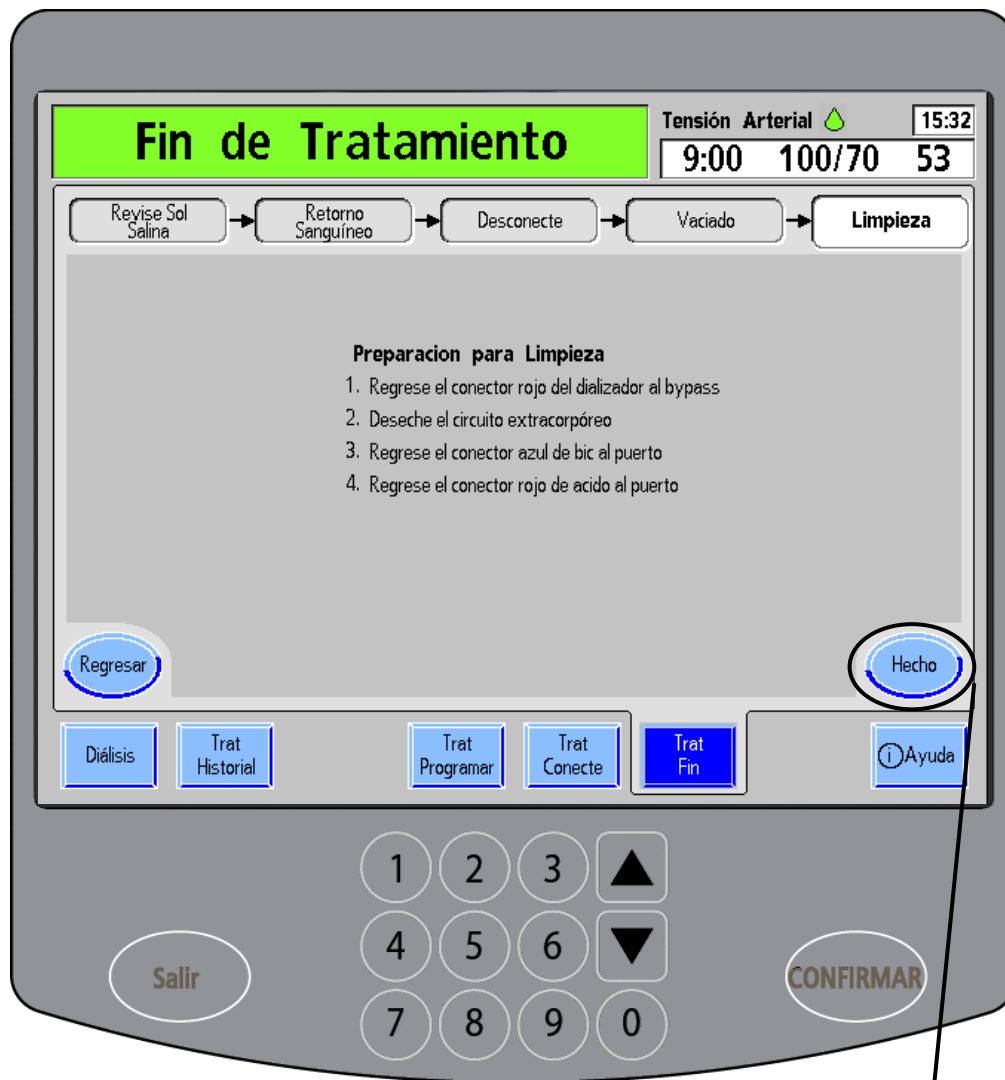 Fin de Tratamiento
Tensión Arterial
15:32
9:00 100/70 53
Revise Sol
Salina
Retorno
Sanguíneo
Desconecte
Vaciado
Limpieza
Preparacion para Limpieza
1. Regrese el conector rojo del dializador al bypass
2. Deseche el circuito extracorpóreo
3. Regrese el conector azul de bic al puerto
4. Regrese el conector rojo de acido al puerto
Regresar
Hecho
Diálisis
Trat
Historial
Trat
Programar
Trat
Conecte
Trat
Fin
i Ayuda
1 2 3
4 5 6
7 8 9 0
Salir
CONFIRMAR